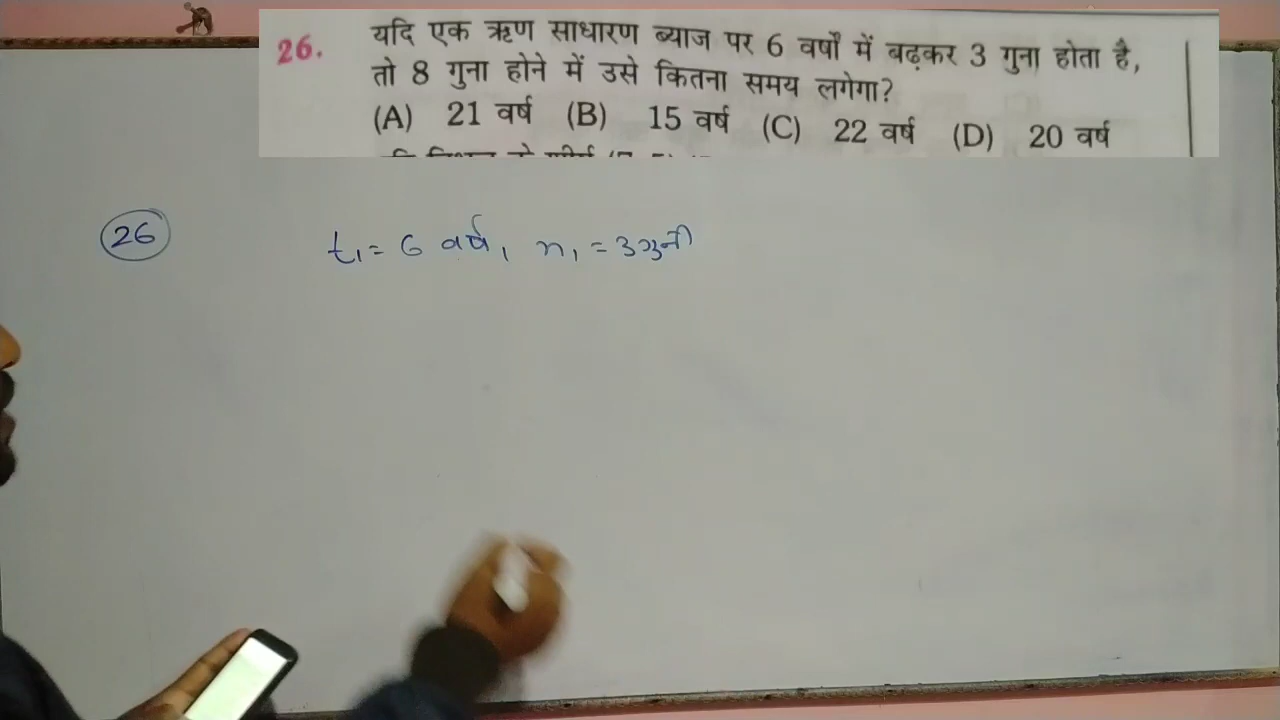 26. यदि एक ऋण साधारण ब्याज पर 6 वर्षों में बढ़कर 3 गुना होता है,
तो 8 गुना होने में उसे कितना समय लगेगा?
(A) 21 वर्ष (B) 15 वर्ष (C) 22 वर्ष (D) 20 वर्ष
26 t₁ = 6 वर्ष, n₁ = 3 गुनी